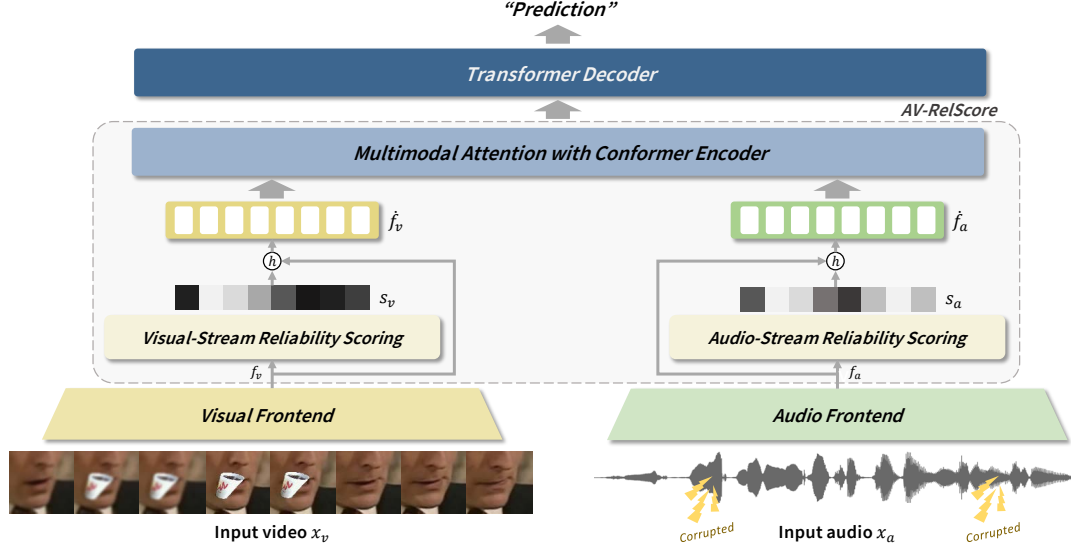 “Prediction”
Transformer Decoder
AV-RelScore
Multimodal Attention with Conformer Encoder
ḟᵥ
ḟₐ
h
h
sᵥ
sₐ
Visual-Stream Reliability Scoring
Audio-Stream Reliability Scoring
fᵥ
fₐ
Visual Frontend
Audio Frontend
Corrupted
Corrupted
Input video xᵥ
Input audio xₐ